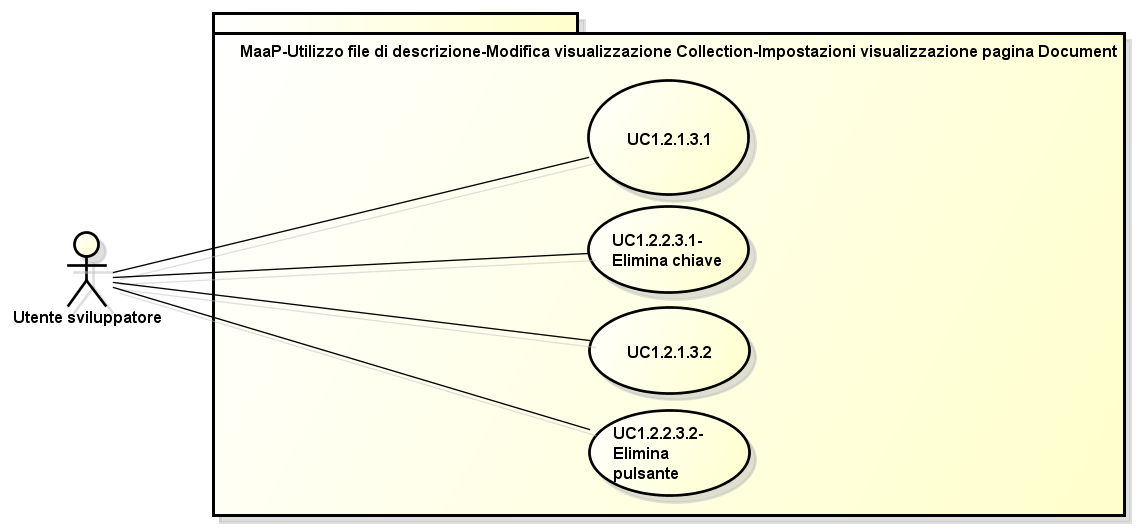 MaaP-Utilizzo file di descrizione-Modifica visualizzazione Collection-Impostazioni visualizzazione pagina Document
UC1.2.1.3.1
UC1.2.2.3.1-
Elimina chiave
Utente sviluppatore
UC1.2.1.3.2
UC1.2.2.3.2-
Elimina
pulsante